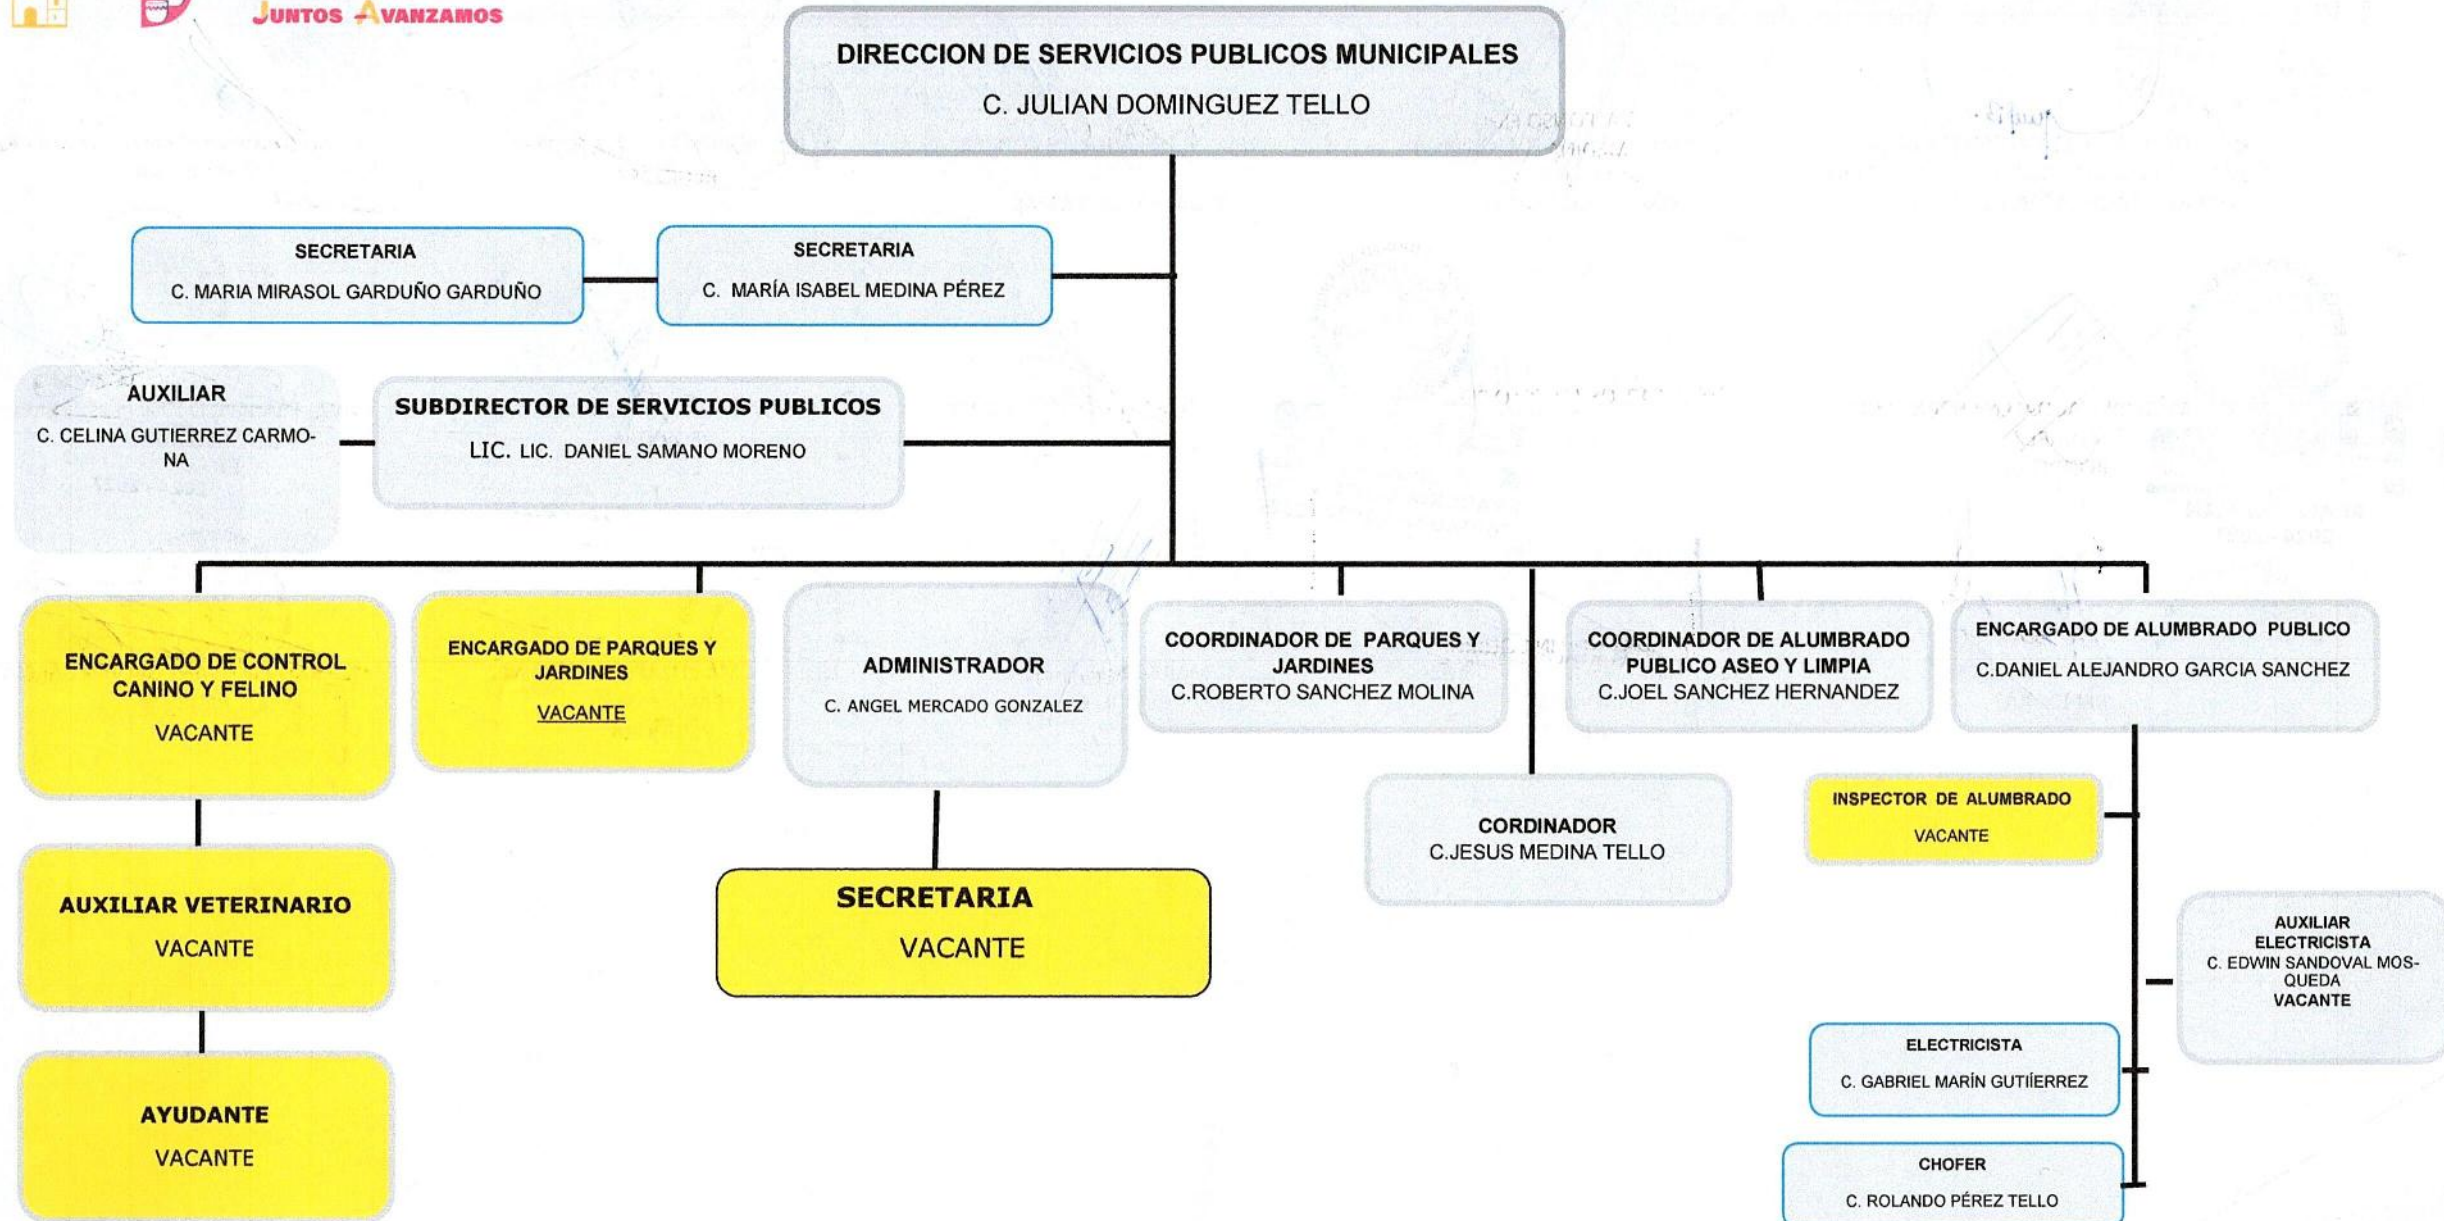 JUNTOS AVANZAMOS
DIRECCION DE SERVICIOS PUBLICOS MUNICIPALES
C. JULIAN DOMINGUEZ TELLO
SECRETARIA
C. MARIA MIRASOL GARDUÑO GARDUÑO
SECRETARIA
C. MARÍA ISABEL MEDINA PÉREZ
AUXILIAR
C. CELINA GUTIERREZ CARMO-
NA
SUBDIRECTOR DE SERVICIOS PUBLICOS
LIC. LIC. DANIEL SAMANO MORENO
ENCARGADO DE CONTROL
CANINO Y FELINO
VACANTE
ENCARGADO DE PARQUES Y
JARDINES
VACANTE
ADMINISTRADOR
C. ANGEL MERCADO GONZALEZ
COORDINADOR DE PARQUES Y
JARDINES
C.ROBERTO SANCHEZ MOLINA
COORDINADOR DE ALUMBRADO
PUBLICO ASEO Y LIMPIA
C.JOEL SANCHEZ HERNANDEZ
ENCARGADO DE ALUMBRADO PUBLICO
C.DANIEL ALEJANDRO GARCIA SANCHEZ
CORDINADOR
C.JESUS MEDINA TELLO
INSPECTOR DE ALUMBRADO
VACANTE
AUXILIAR VETERINARIO
VACANTE
SECRETARIA
VACANTE
AUXILIAR
ELECTRICISTA
C. EDWIN SANDOVAL MOS-
QUEDA
VACANTE
ELECTRICISTA
C. GABRIEL MARÍN GUTIÍERREZ
AYUDANTE
VACANTE
CHOFER
C. ROLANDO PÉREZ TELLO